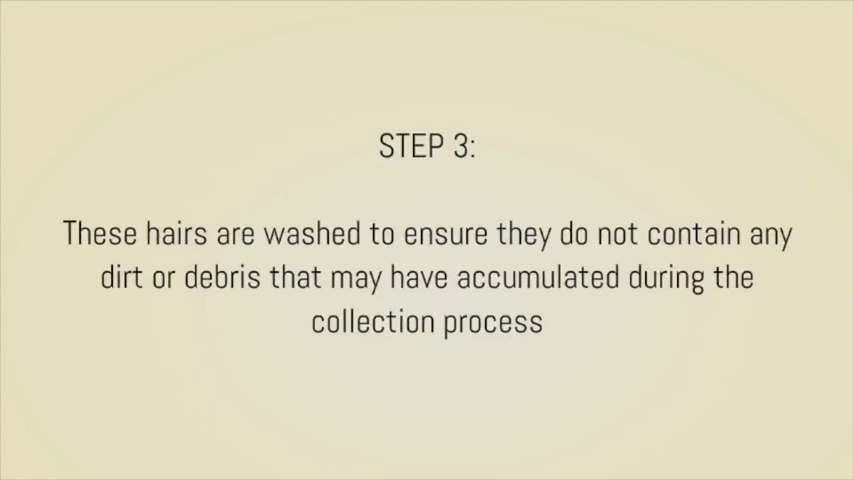 STEP 3:
These hairs are washed to ensure they do not contain any
dirt or debris that may have accumulated during the
collection process